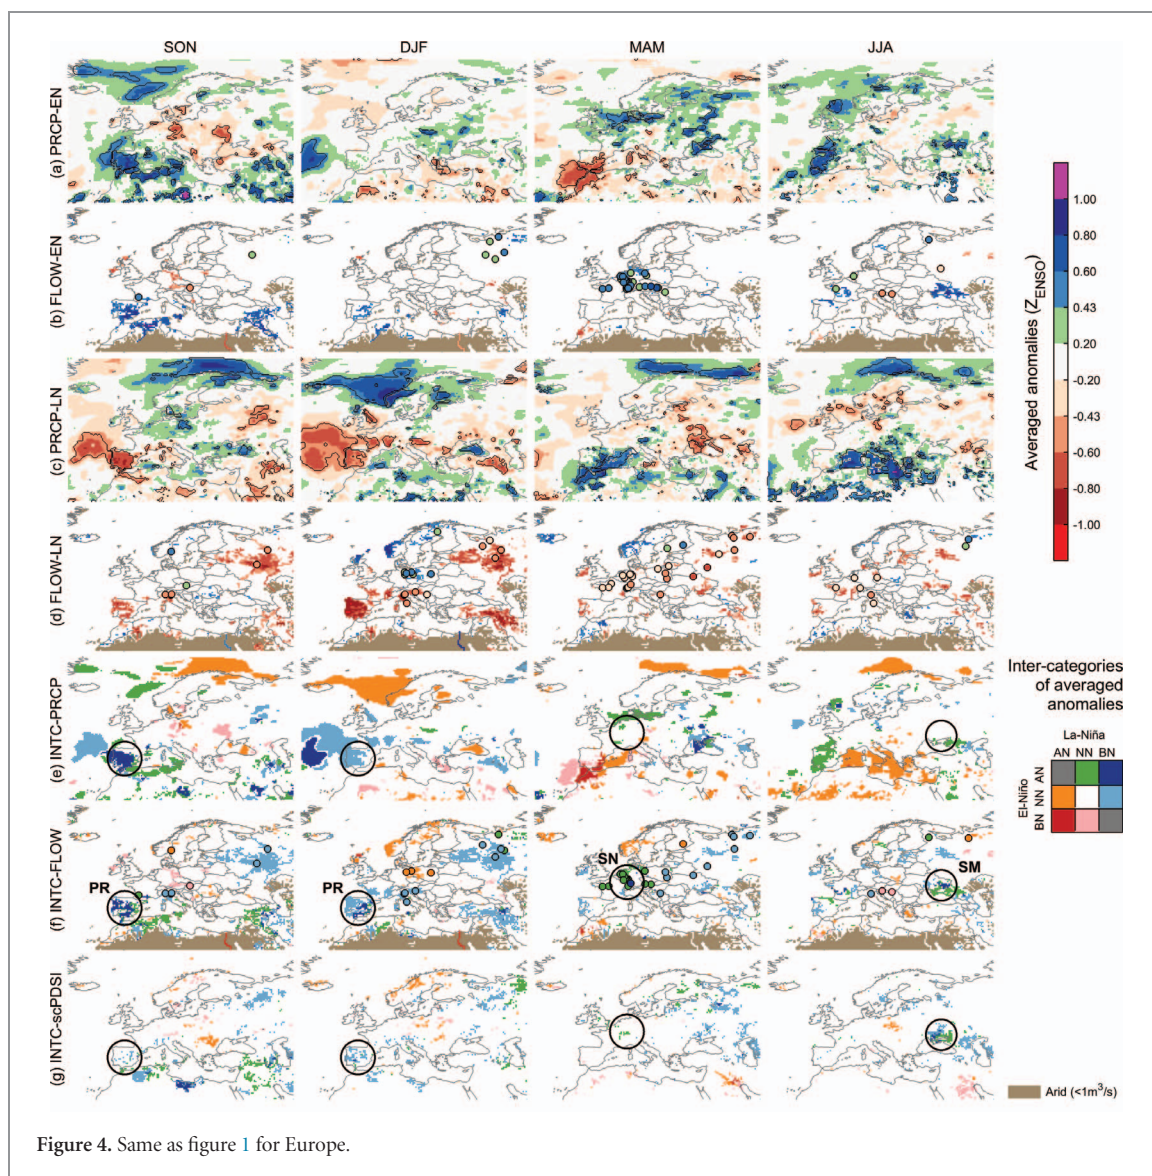 SON DJF MAM JJA
(a) PRCP-EN
(b) FLOW-EN
(c) PRCP-LN
(d) FLOW-LN
(e) INTC-PRCP
(f) INTC-FLOW
PR PR SN SM
(g) INTC-scPDSI
1.00
0.80
0.60
0.43
0.20
-0.20
-0.43
-0.60
-0.80
-1.00
Averaged anomalies (Z_ENSO)
Inter-categories
of averaged
anomalies
La-Niña
AN NN BN
El-Niño
BN NN AN
Arid (<1m³/s)
Figure 4. Same as figure 1 for Europe.